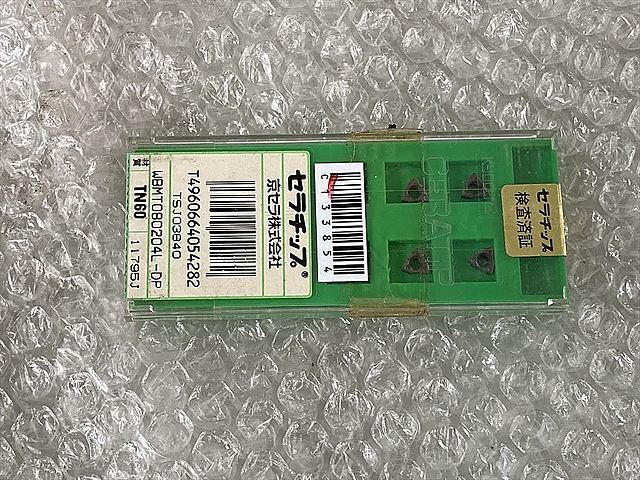 セラチップ®
京セラ株式会社
T4960664054282
TSJ03840
WBMT080204L-DP
材質 TN60 11795J
C133854
セラチップ
検査済証